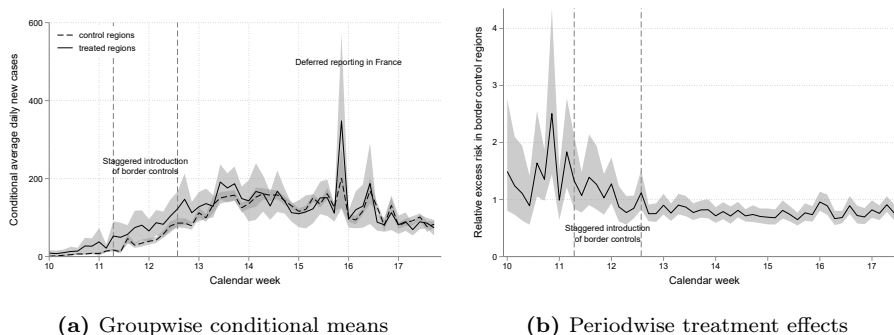 600
400
200
0
10
11
12
13
14
15
16
17
Conditional average daily new cases
control regions
treated regions
Deferred reporting in France
Staggered introduction
of border controls
Calendar week
(a) Groupwise conditional means
4
3
2
1
0
10
11
12
13
14
15
16
17
Relative excess risk in border control regions
Staggered introduction
of border controls
Calendar week
(b) Periodwise treatment effects